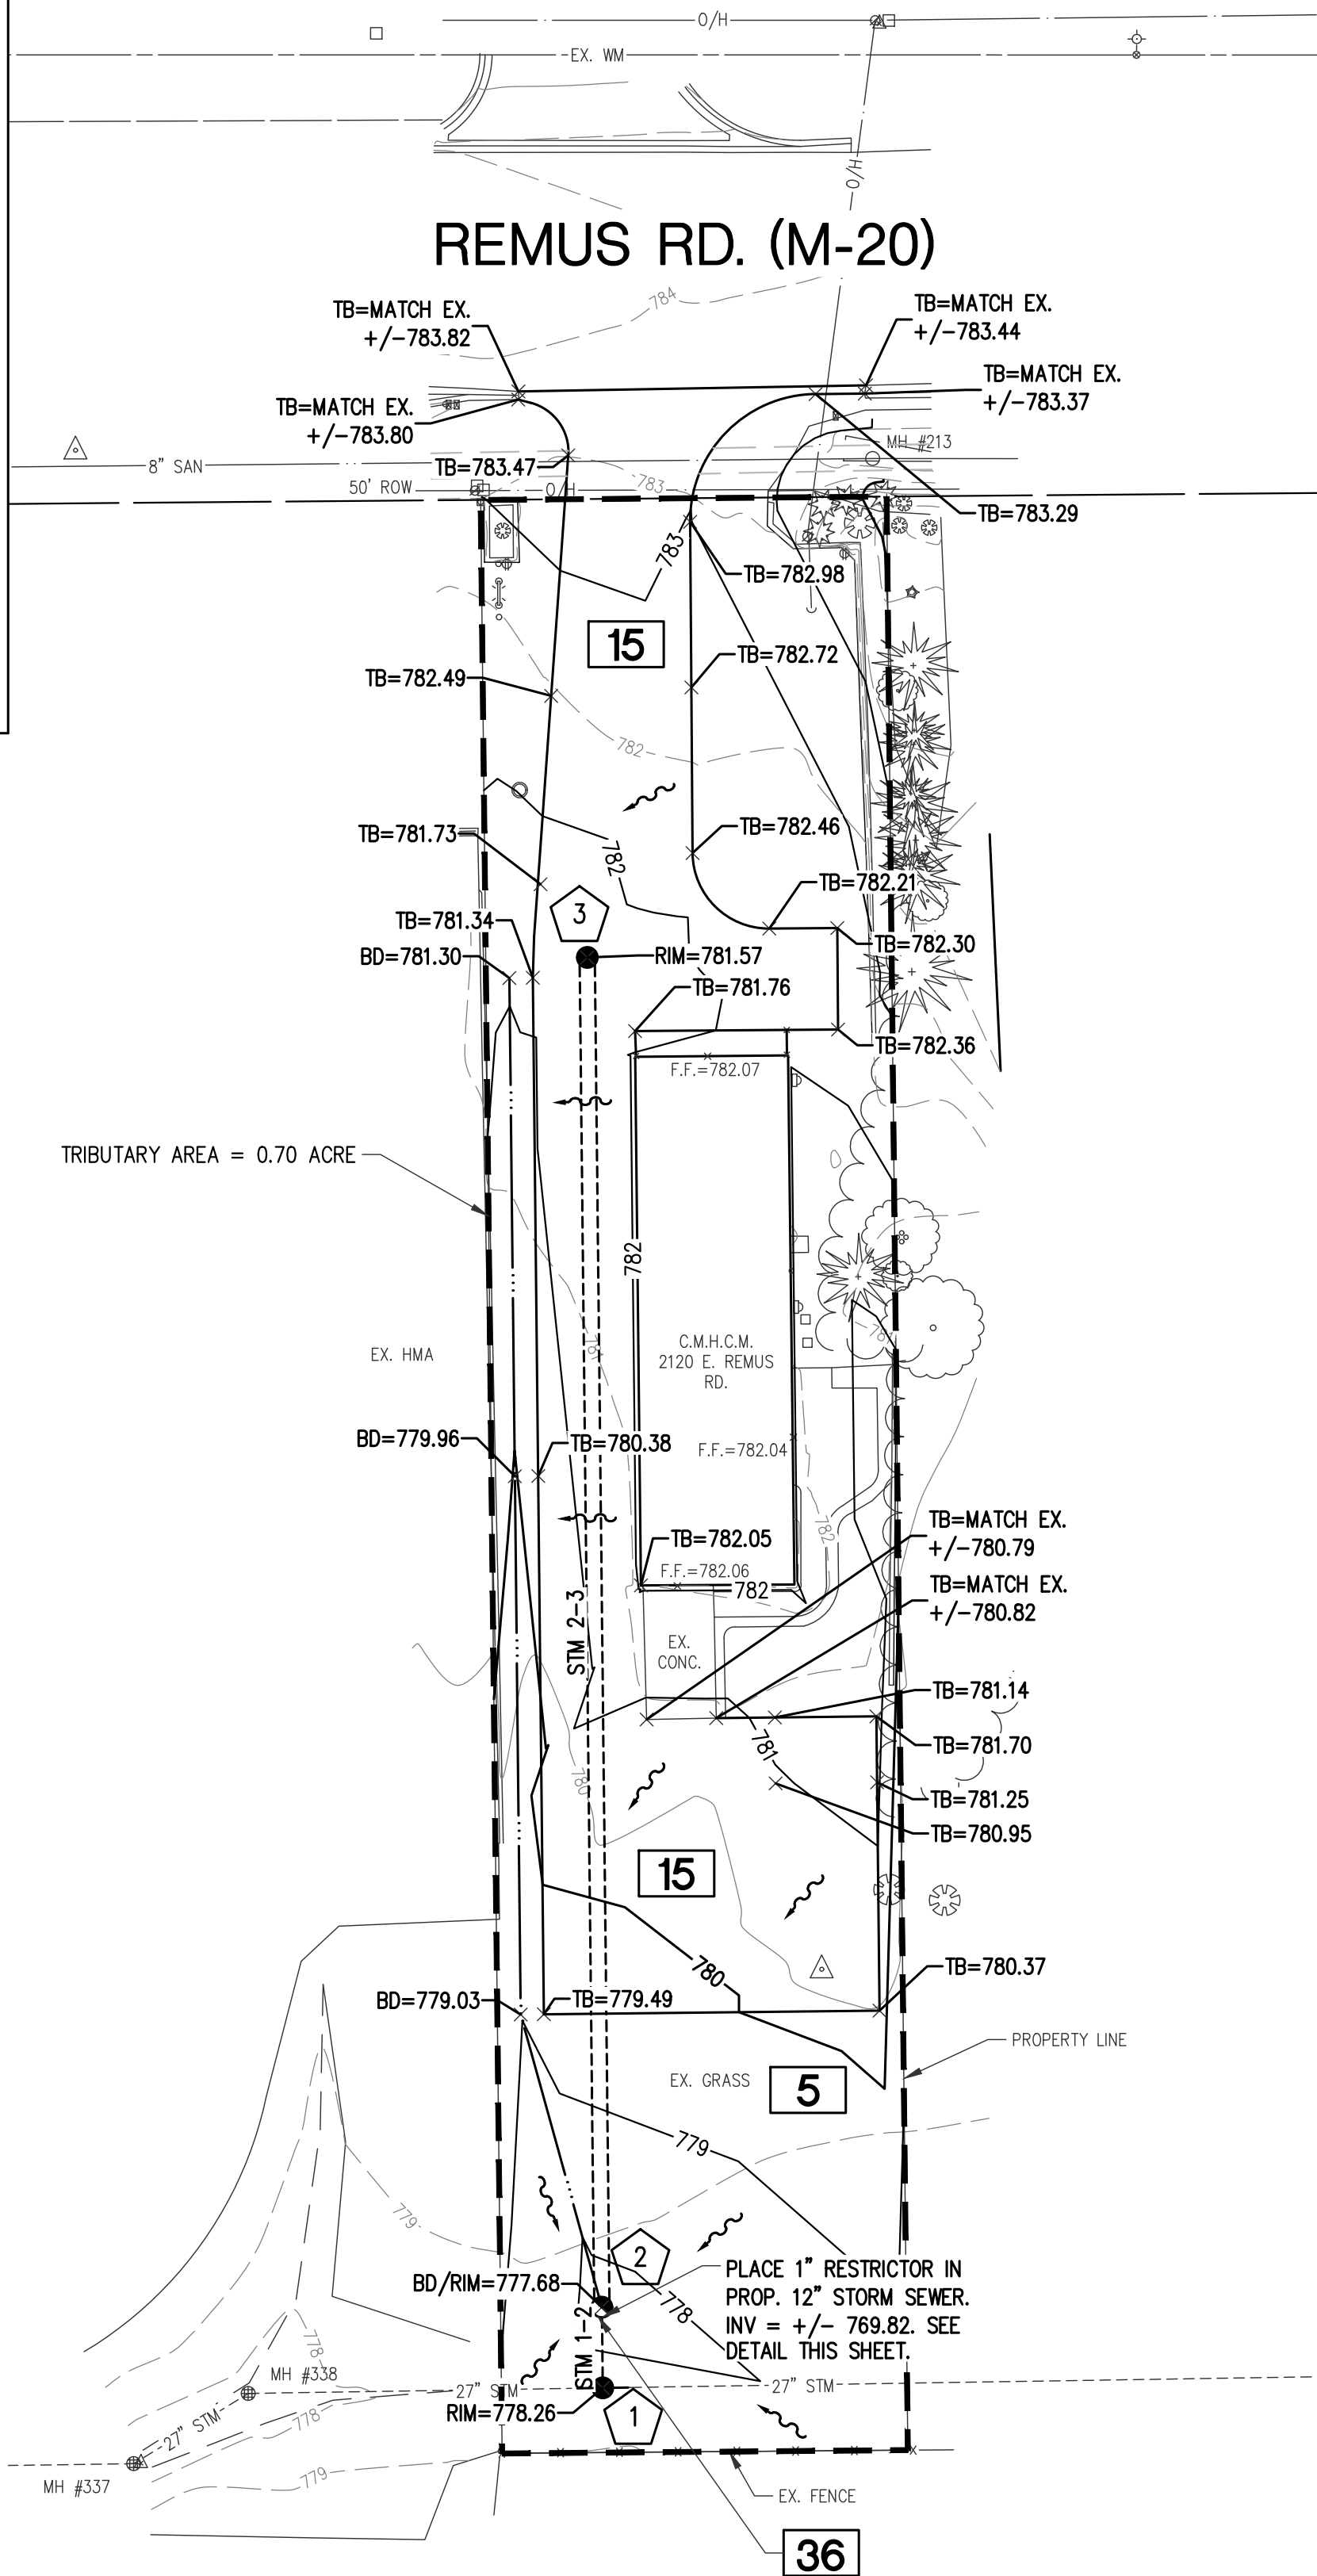 O/H
EX. WM
O/H
REMUS RD. (M-20)
784
TB=MATCH EX.
+/-783.82
TB=MATCH EX.
+/-783.44
TB=MATCH EX.
+/-783.37
TB=MATCH EX.
+/-783.80
MH #213
8" SAN
TB=783.47
783
50' ROW
O/H
TB=783.29
783
TB=782.98
15
TB=782.72
TB=782.49
782
TB=781.73
TB=782.46
782
TB=782.21
3
TB=781.34
TB=782.30
BD=781.30
RIM=781.57
TB=781.76
TB=782.36
F.F.=782.07
TRIBUTARY AREA = 0.70 ACRE
782
781
781
EX. HMA
C.M.H.C.M.
2120 E. REMUS
RD.
BD=779.96
TB=780.38
F.F.=782.04
TB=MATCH EX.
+/-780.79
782
TB=782.05
F.F.=782.06
782
TB=MATCH EX.
+/-780.82
STM 2-3
EX.
CONC.
TB=781.14
781
TB=781.70
780
TB=781.25
TB=780.95
15
780
TB=780.37
BD=779.03
TB=779.49
PROPERTY LINE
EX. GRASS
5
779
779
2
BD/RIM=777.68
778
PLACE 1" RESTRICTOR IN
PROP. 12" STORM SEWER.
INV = +/- 769.82. SEE
DETAIL THIS SHEET.
STM 1-2
778
MH #338
27" STM
27" STM
RIM=778.26
1
27" STM
778
779
MH #337
EX. FENCE
36